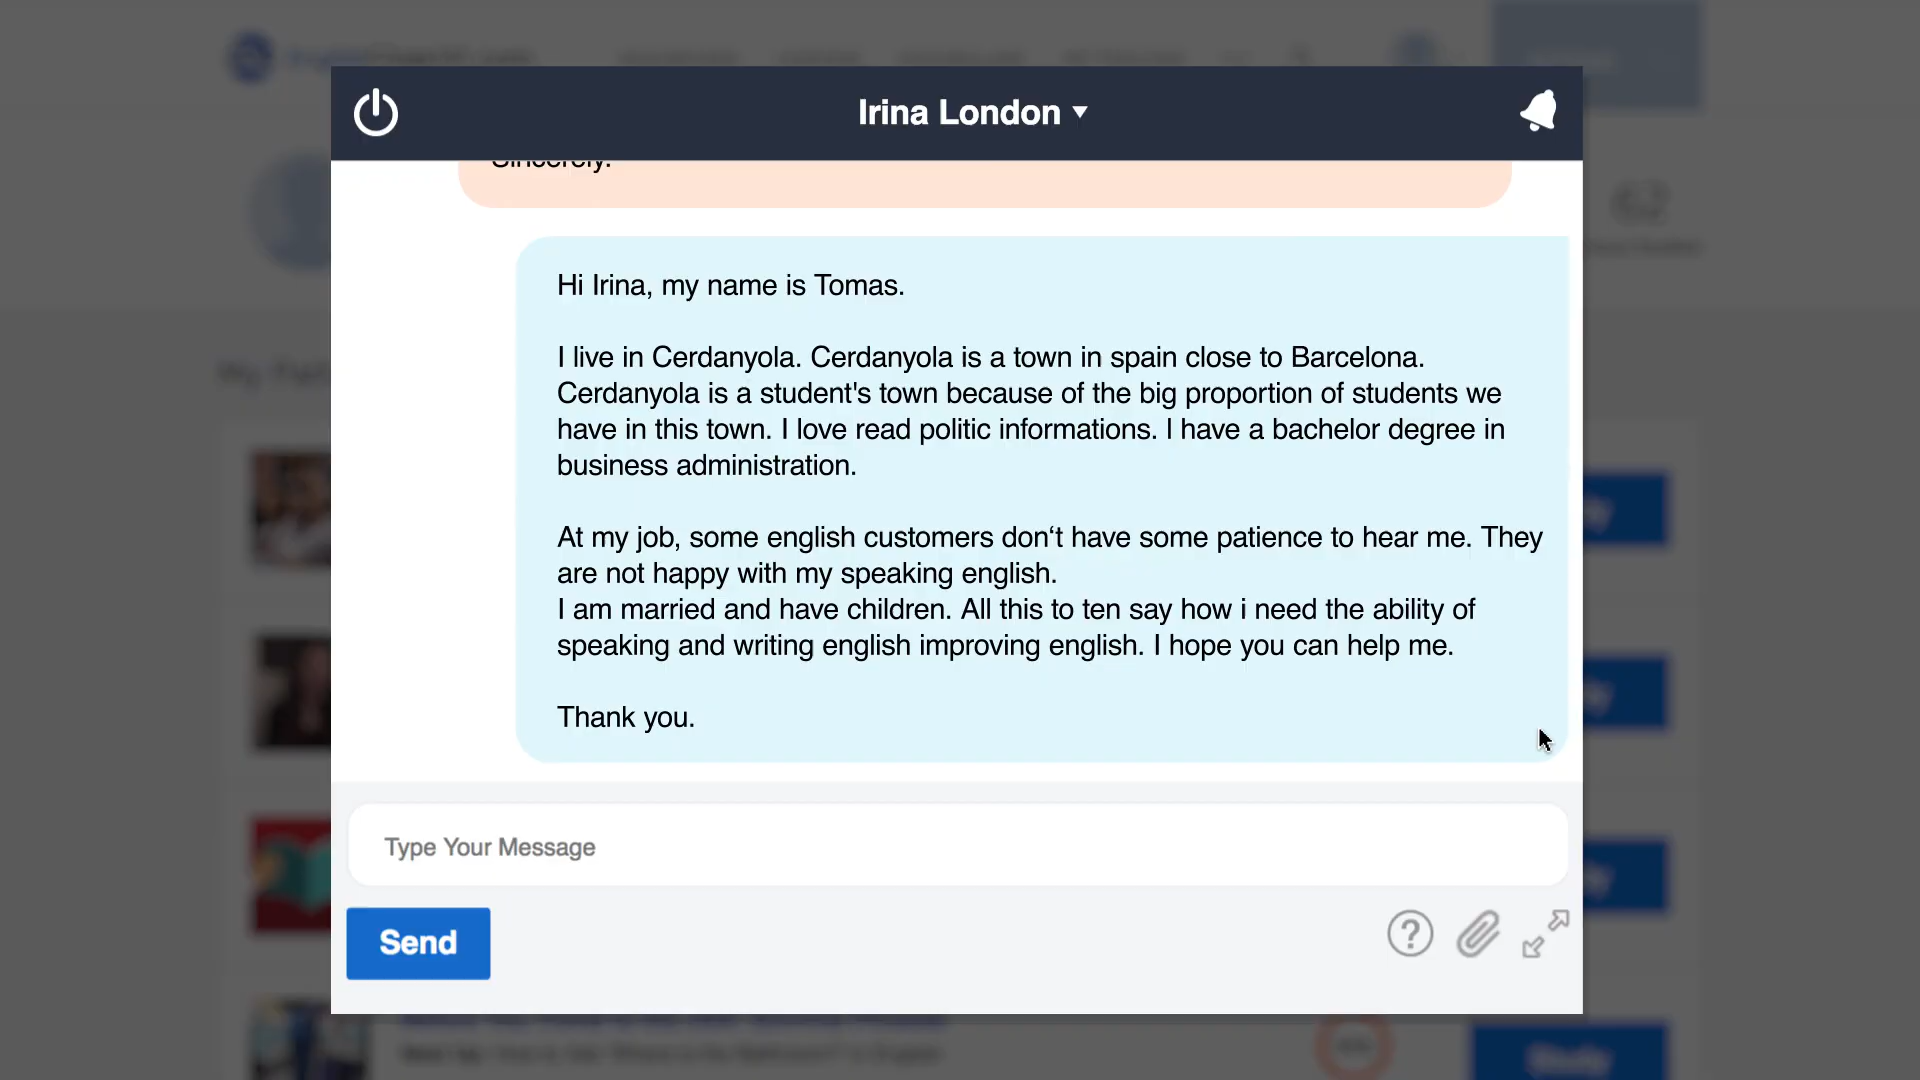 Irina London
Sincerely.
Hi Irina, my name is Tomas.
I live in Cerdanyola. Cerdanyola is a town in spain close to Barcelona.
Cerdanyola is a student's town because of the big proportion of students we
have in this town. I love read politic informations. I have a bachelor degree in
business administration.
At my job, some english customers don‘t have some patience to hear me. They
are not happy with my speaking english.
I am married and have children. All this to ten say how i need the ability of
speaking and writing english improving english. I hope you can help me.
Thank you.
Type Your Message
Send
Study